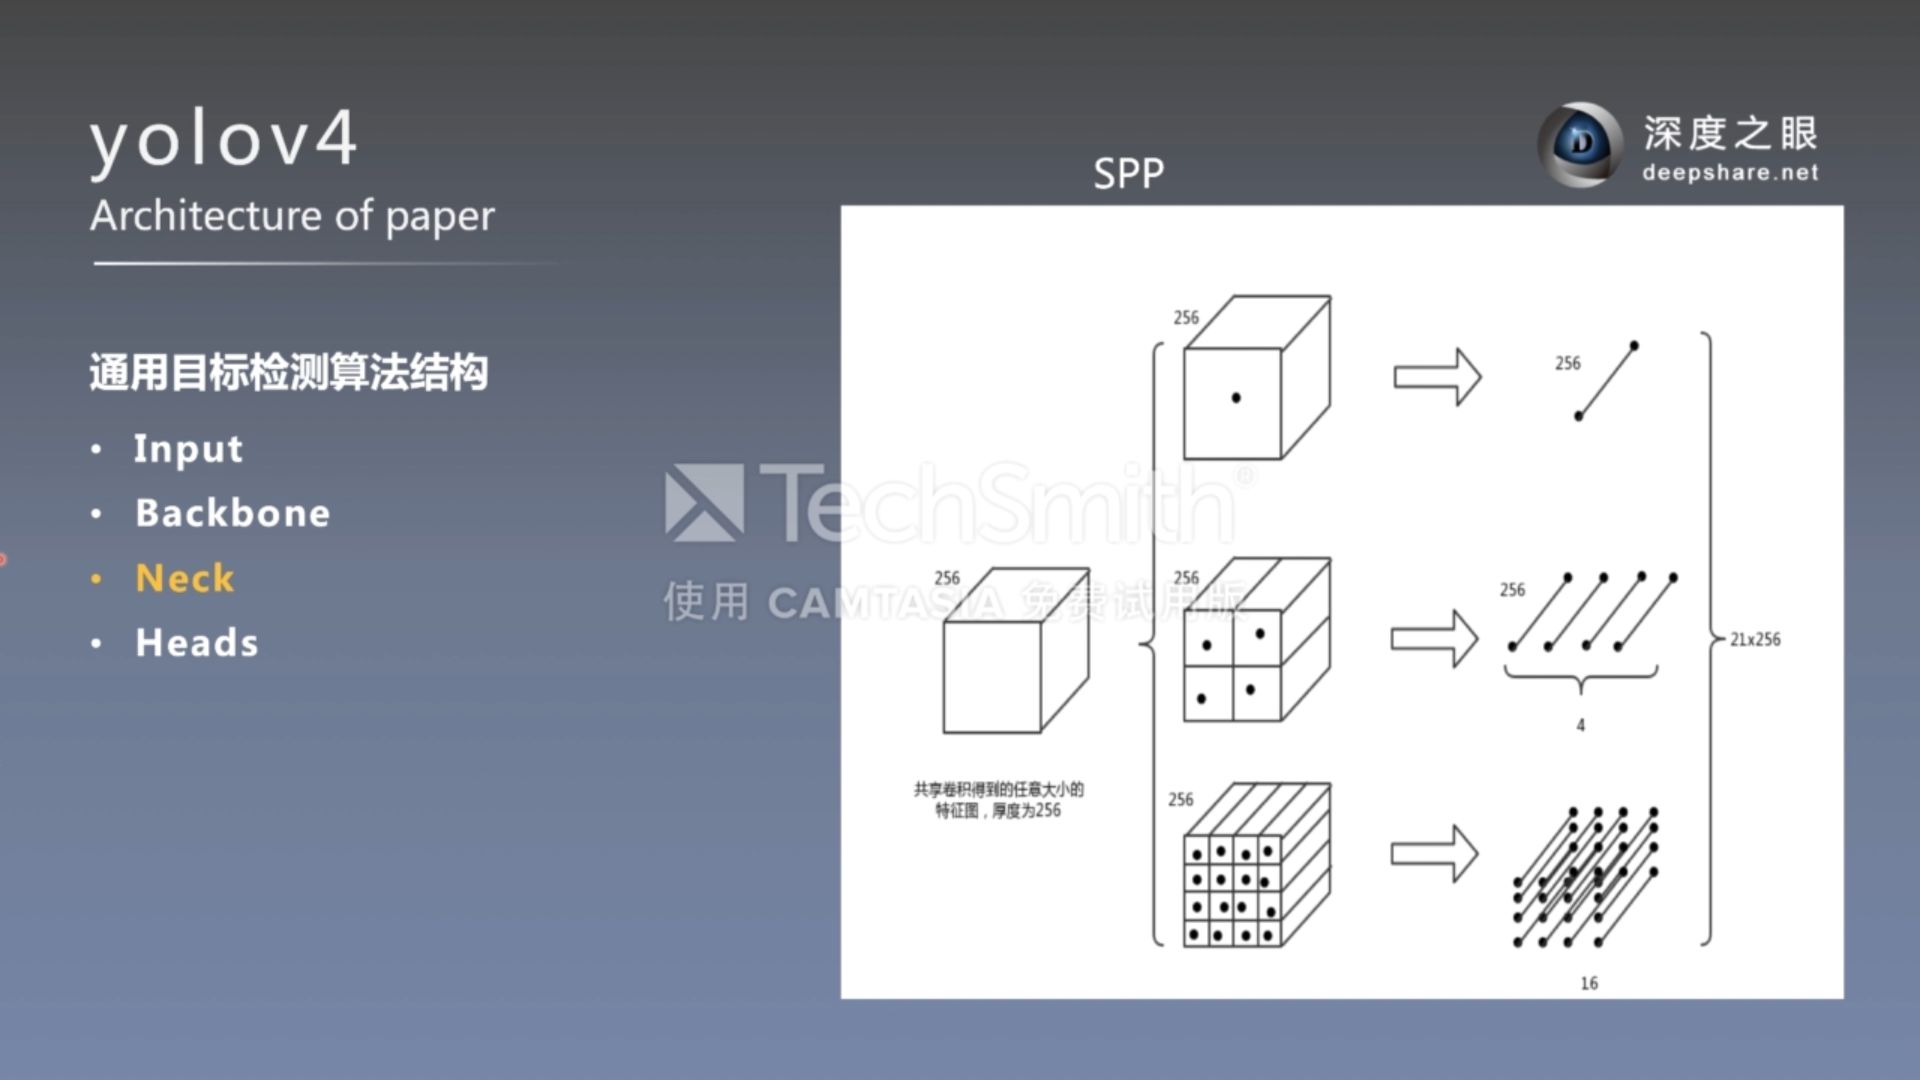 yolov4
Architecture of paper
通用目标检测算法结构
• Input
• Backbone
• Neck
• Heads
SPP
深度之眼
deepshare.net
TechSmith®
使用 CAMTASIA 免费试用版
256
共享卷积得到的任意大小的
特征图，厚度为256
256
256
256
256
256
4
16
21x256